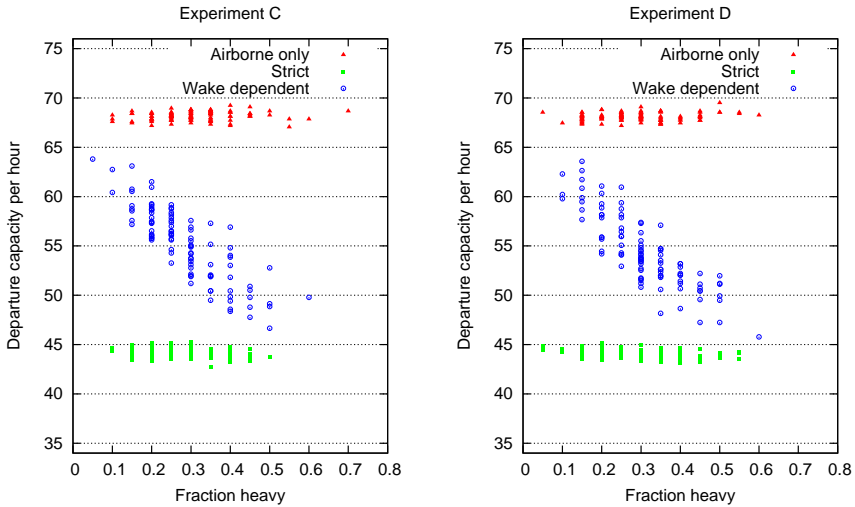 Experiment C
Airborne only
Strict
Wake dependent
75
70
65
60
55
50
45
40
35
Departure capacity per hour
0 0.1 0.2 0.3 0.4 0.5 0.6 0.7 0.8
Fraction heavy
Experiment D
Airborne only
Strict
Wake dependent
75
70
65
60
55
50
45
40
35
Departure capacity per hour
0 0.1 0.2 0.3 0.4 0.5 0.6 0.7 0.8
Fraction heavy